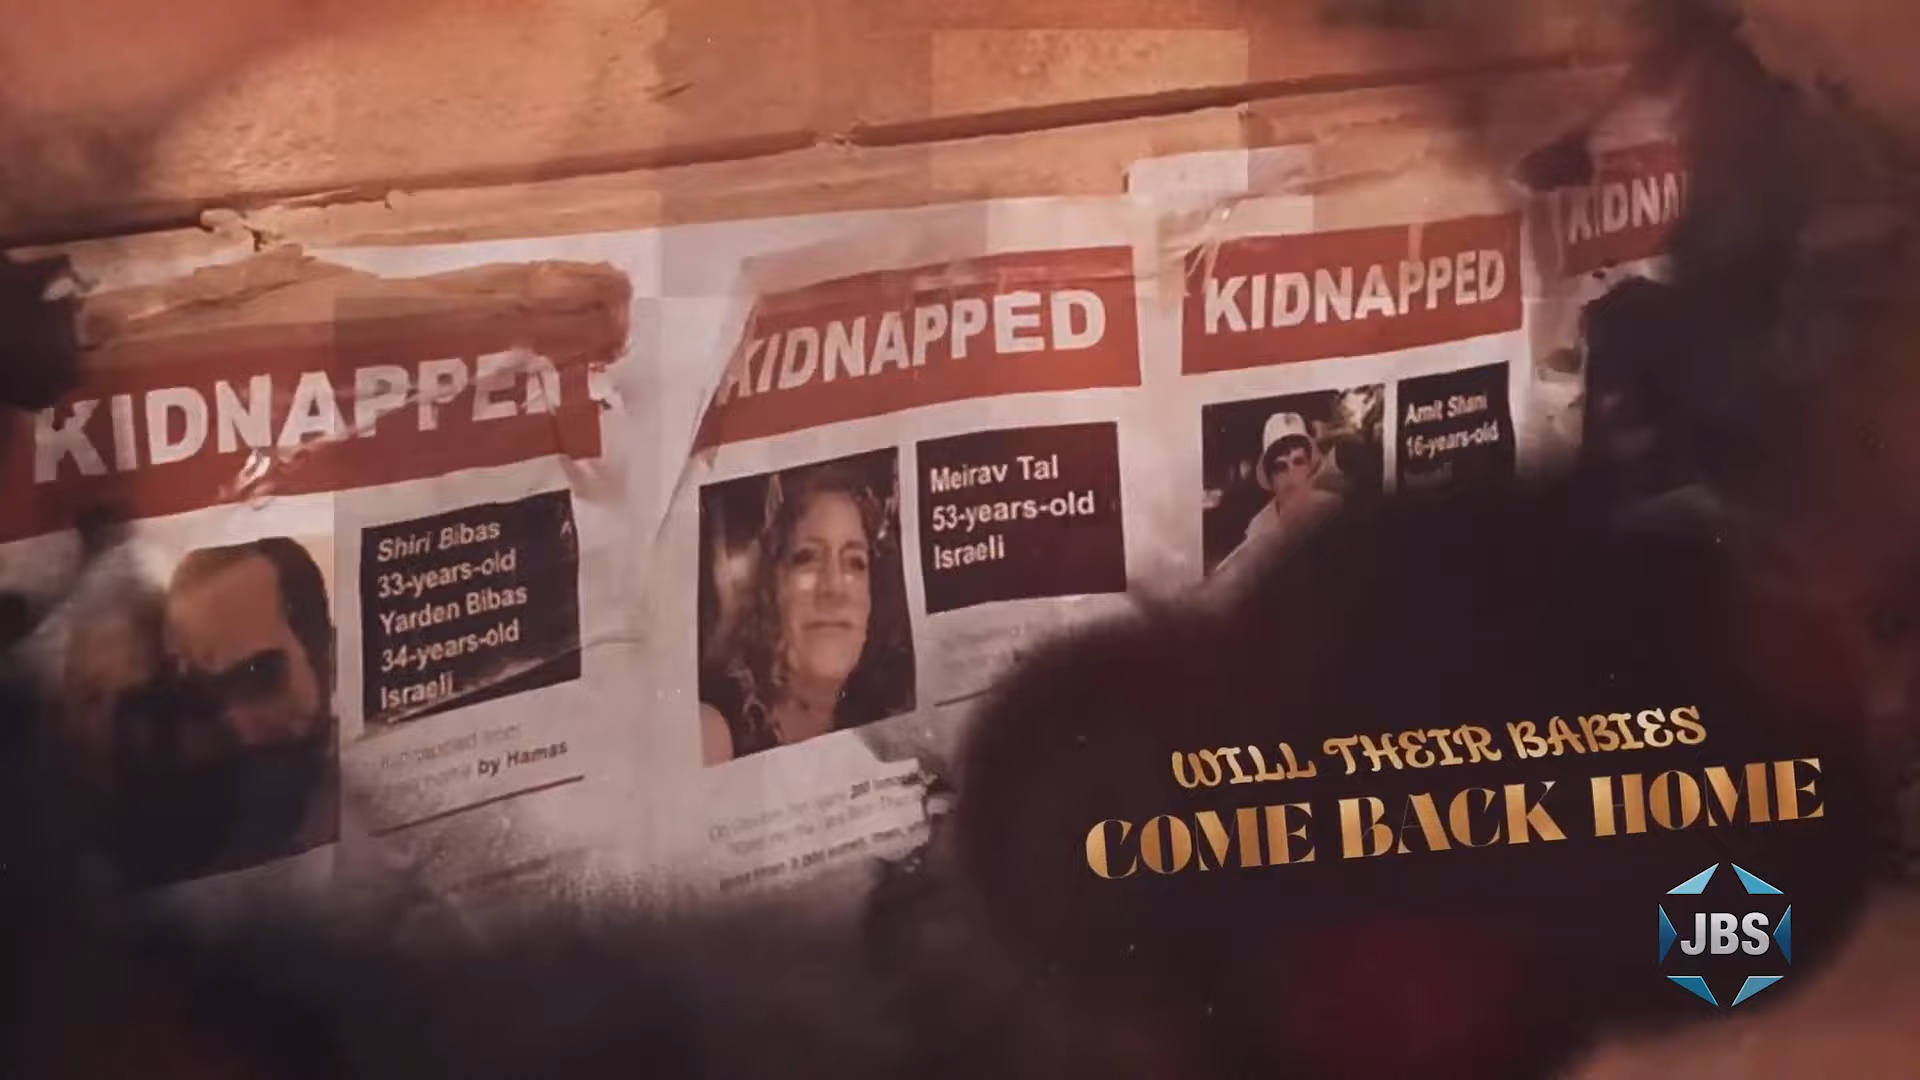 KIDNAPPED
Shiri Bibas
33-years-old
Yarden Bibas
34-years-old
Israeli
by Hamas
KIDNAPPED
Meirav Tal
53-years-old
Israeli
KIDNAPPED
Amit Shani
16-years-old
KIDNA
WILL THEIR BABIES
COME BACK HOME
JBS